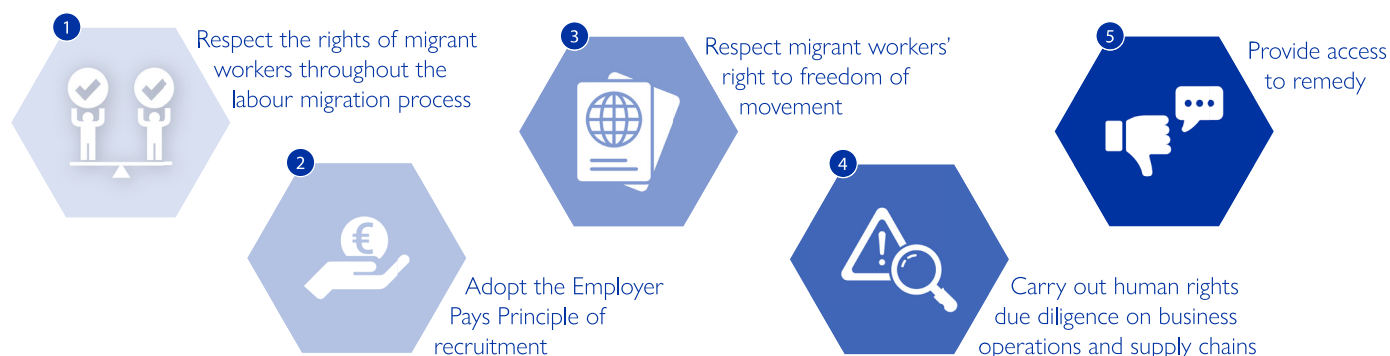 1
Respect the rights of migrant
workers throughout the
labour migration process
2
€
Adopt the Employer
Pays Principle of
recruitment
3
Respect migrant workers’
right to freedom of
movement
4
!
Carry out human rights
due diligence on business
operations and supply chains
5
Provide access
to remedy